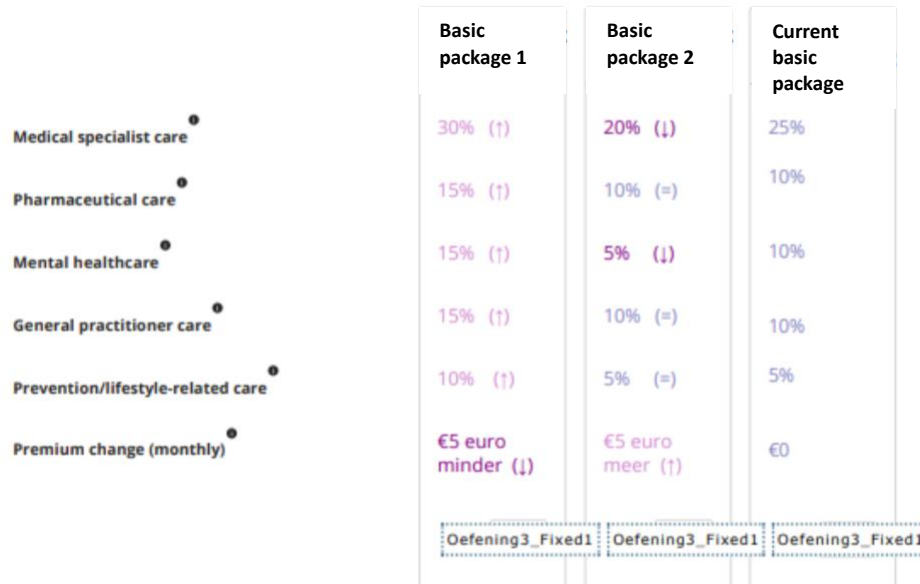 Basic package 1
Basic package 2
Current basic package
Medical specialist care 30% (↑) 20% (↓) 25%
Pharmaceutical care 15% (↑) 10% (=) 10%
Mental healthcare 15% (↑) 5% (↓) 10%
General practitioner care 15% (↑) 10% (=) 10%
Prevention/lifestyle-related care 10% (↑) 5% (=) 5%
Premium change (monthly) €5 euro minder (↓) €5 euro meer (↑) €0
Oefening3_Fixed1 Oefening3_Fixed1 Oefening3_Fixed1